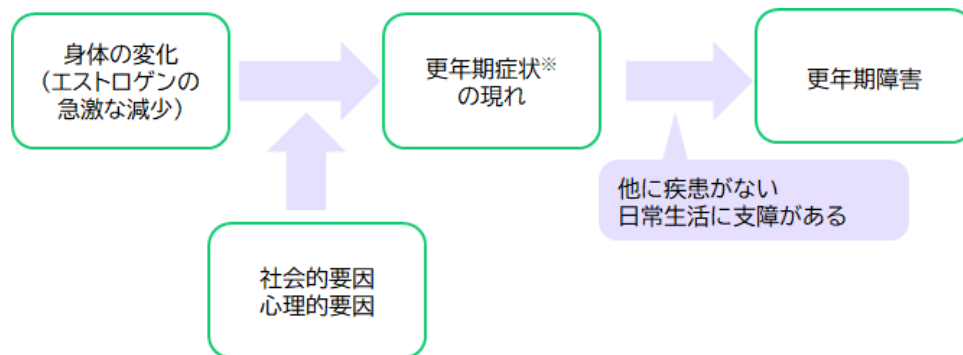 身体の変化
（エストロゲンの
急激な減少）
更年期症状※
の現れ
更年期障害
他に疾患がない
日常生活に支障がある
社会的要因
心理的要因